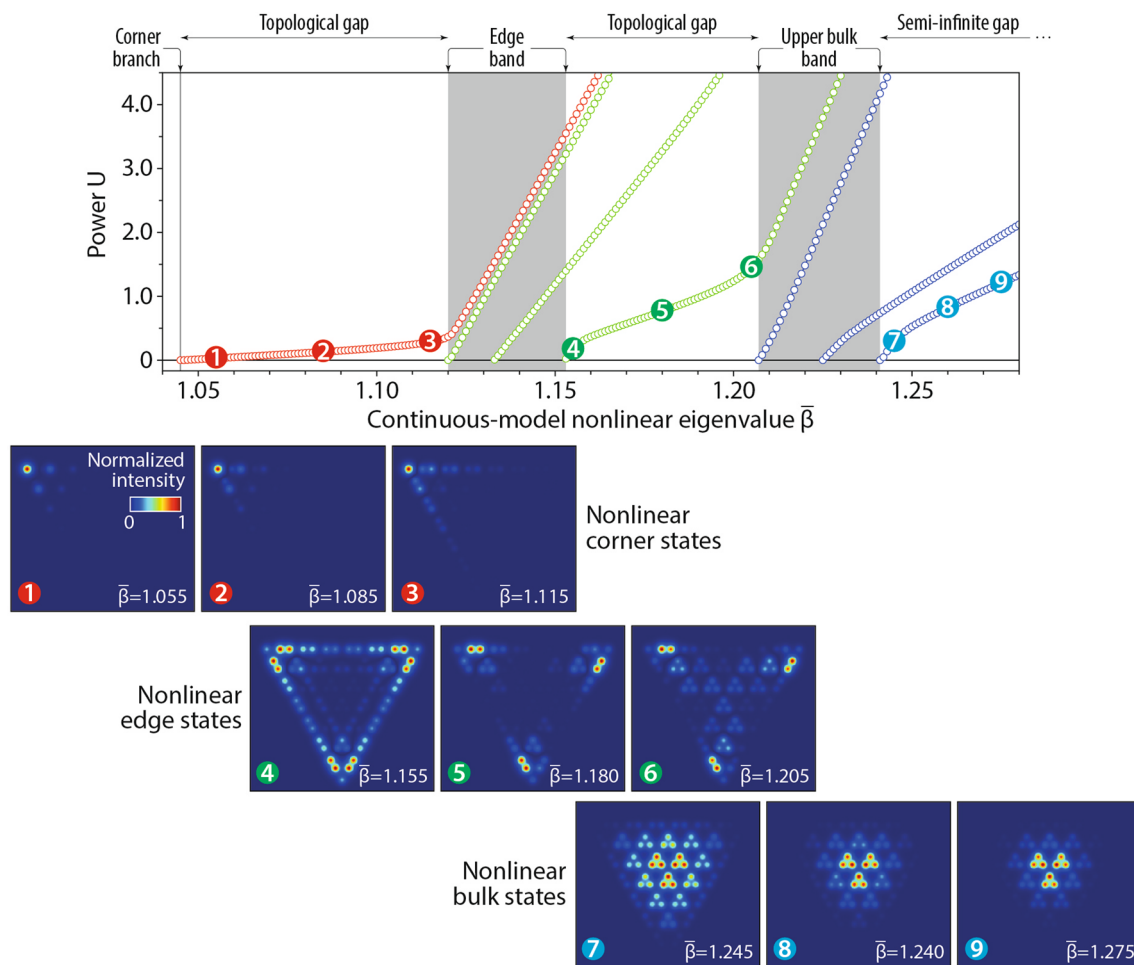 Topological gap
Topological gap
Semi-infinite gap
Corner
branch
Edge
band
Upper bulk
band
...
4.0
3.0
2.0
1.0
0
Power U
1 2 3 4 5 6 7 8 9
1.05 1.10 1.15 1.20 1.25
Continuous-model nonlinear eigenvalue β̅
Normalized
intensity
0 1
1 β̅=1.055
2 β̅=1.085
3 β̅=1.115
Nonlinear
corner states
Nonlinear
edge states
4 β̅=1.155
5 β̅=1.180
6 β̅=1.205
Nonlinear
bulk states
7 β̅=1.245
8 β̅=1.240
9 β̅=1.275